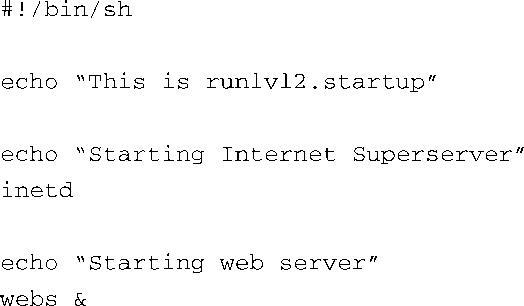 #!/bin/sh
echo “This is runlvl2.startup”
echo “Starting Internet Superserver”
inetd
echo “Starting web server”
webs &